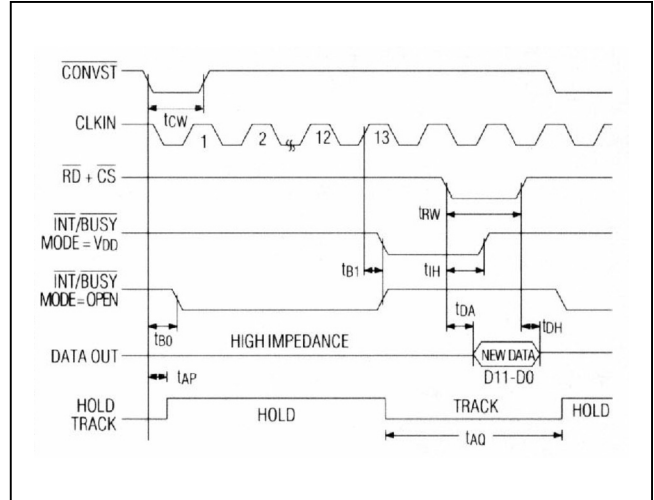 CONVST
tCW
CLKIN
1 2 12 13
RD + CS
tRW
INT/BUSY
MODE = VDD
tB1 tIH
INT/BUSY
MODE = OPEN
tB0
tDA
tDH
HIGH IMPEDANCE
DATA OUT
NEW DATA
D11-D0
tAP
HOLD
TRACK
HOLD
TRACK
HOLD
tAQ